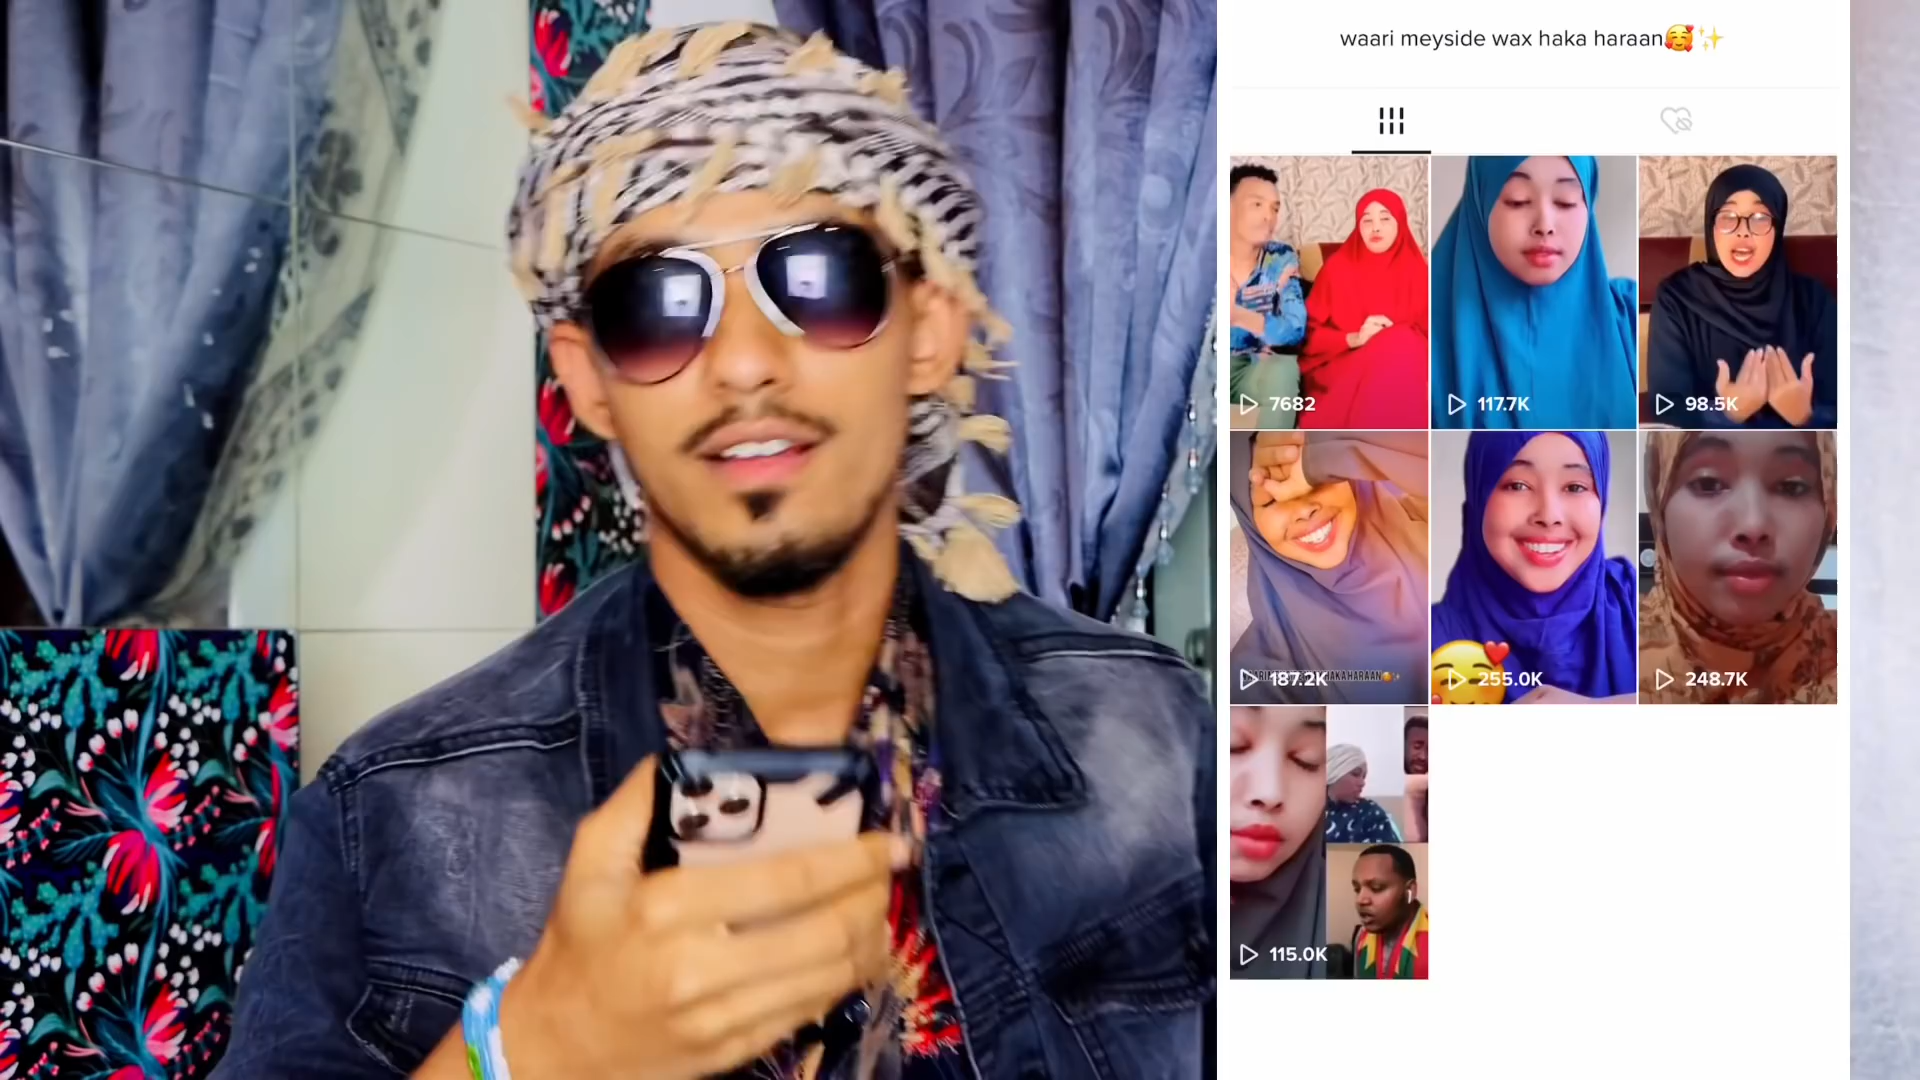 waari meyside wax haka haraan🥰✨
7682
117.7K
98.5K
187.2K
255.0K
248.7K
115.0K